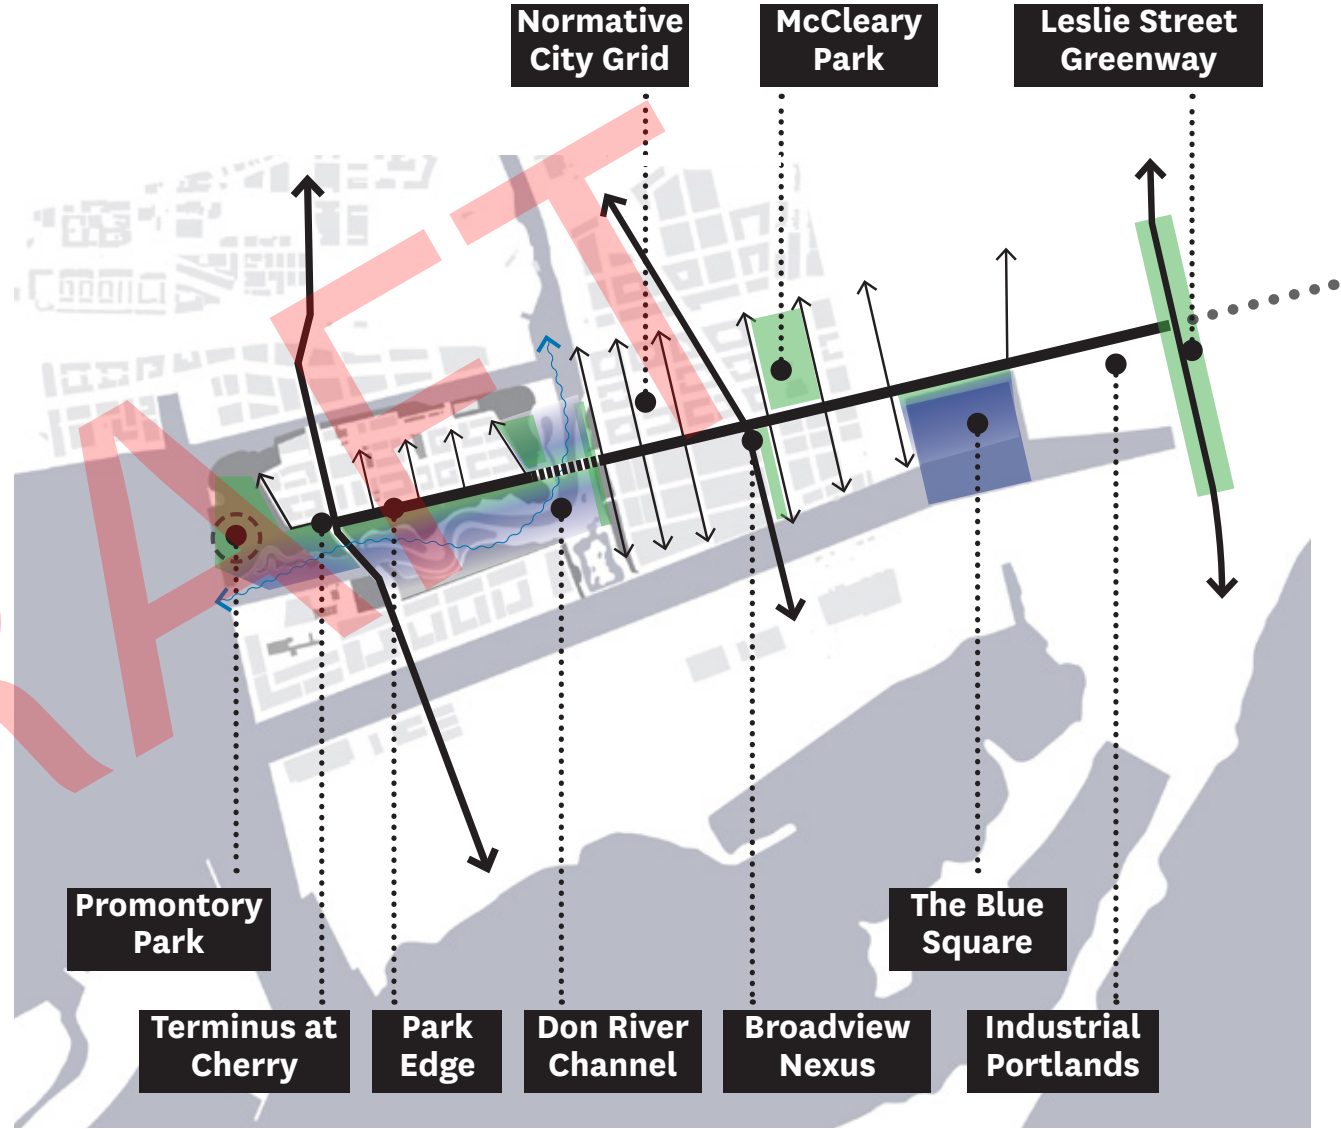 Normative
City Grid
McCleary
Park
Leslie Street
Greenway
RAFT
Promontory
Park
The Blue
Square
Terminus at
Cherry
Park
Edge
Don River
Channel
Broadview
Nexus
Industrial
Portlands